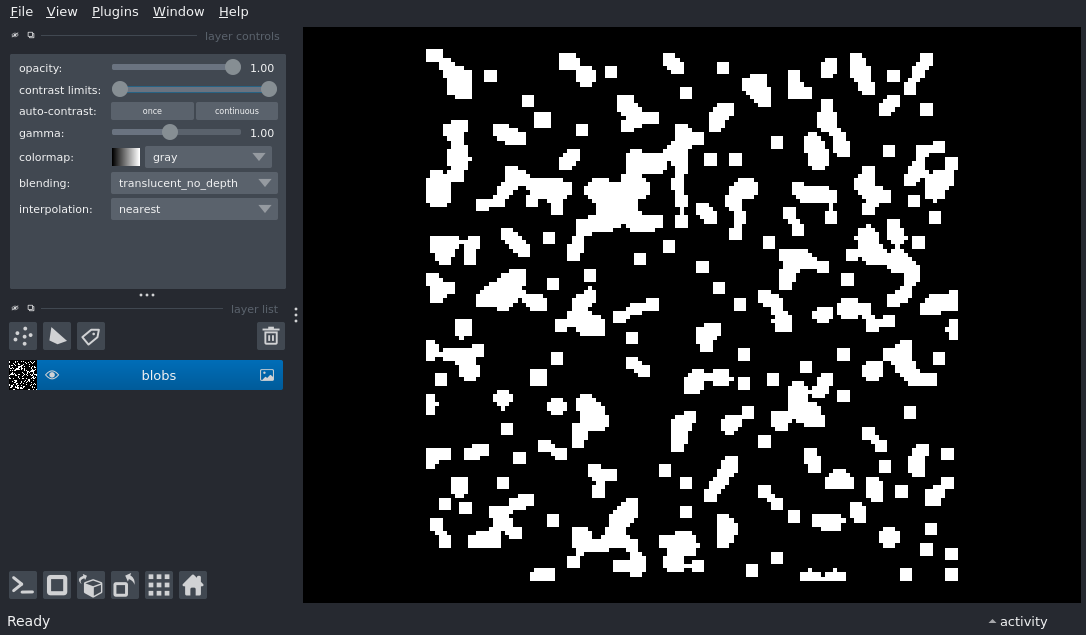 File View Plugins Window Help
layer controls
opacity: 1.00
contrast limits:
auto-contrast: once continuous
gamma: 1.00
colormap: gray
blending: translucent_no_depth
interpolation: nearest
layer list
blobs
Ready
activity